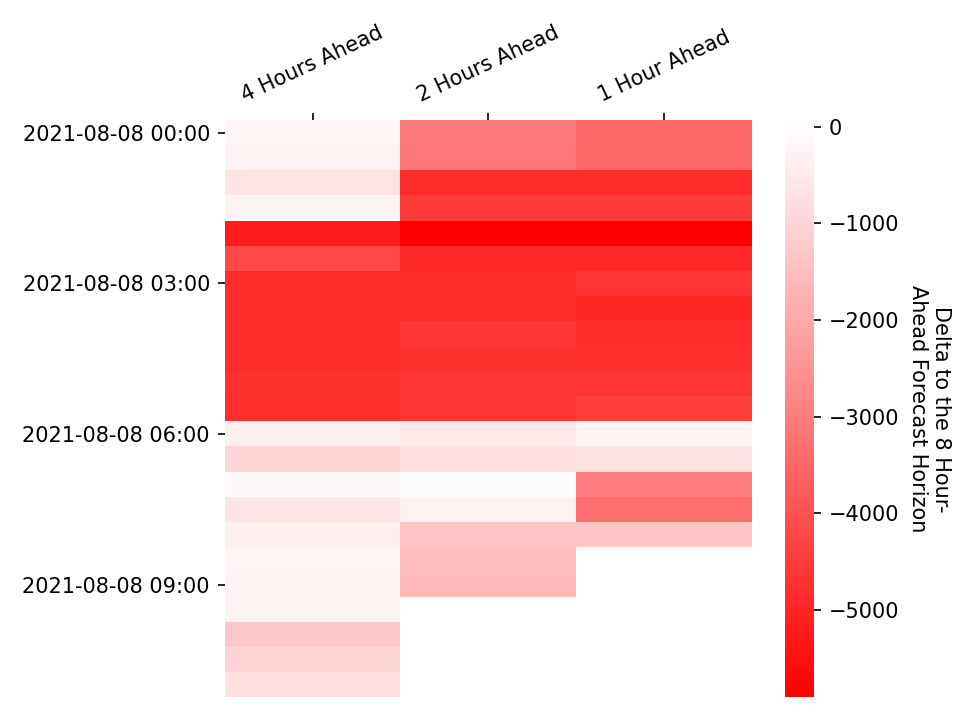 4 Hours Ahead
2 Hours Ahead
1 Hour Ahead
2021-08-08 00:00
2021-08-08 03:00
2021-08-08 06:00
2021-08-08 09:00
0
−1000
−2000
−3000
−4000
−5000
Delta to the 8 Hour-
Ahead Forecast Horizon